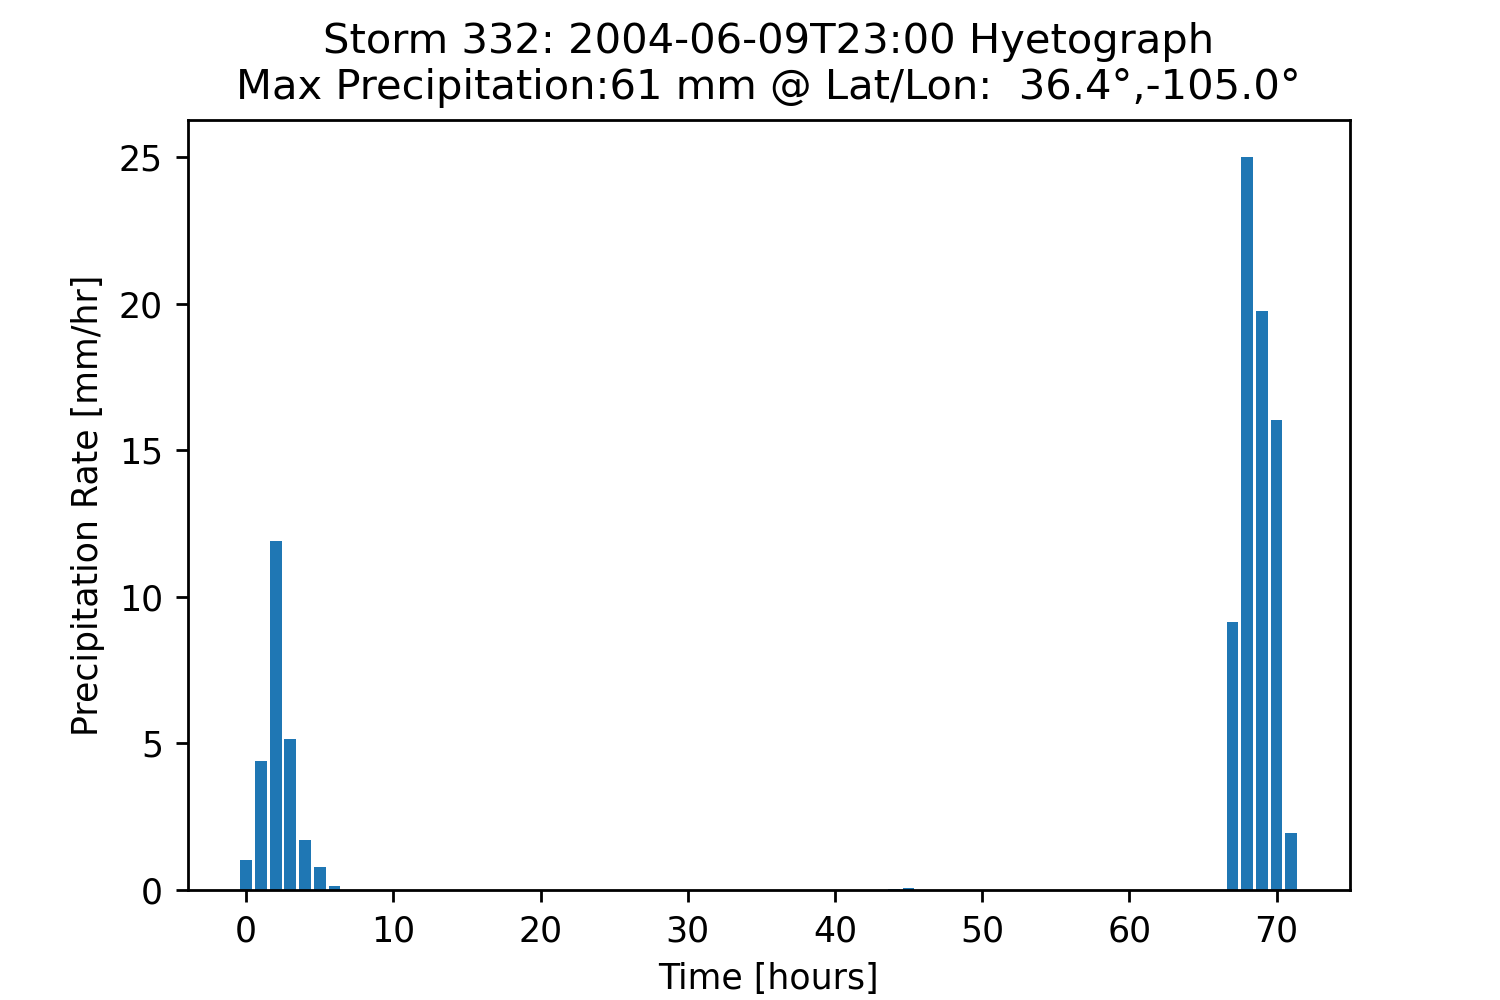 Storm 332: 2004-06-09T23:00 Hyetograph
Max Precipitation:61 mm @ Lat/Lon:  36.4°,-105.0°
25
20
15
10
5
0
Precipitation Rate [mm/hr]
0 10 20 30 40 50 60 70
Time [hours]